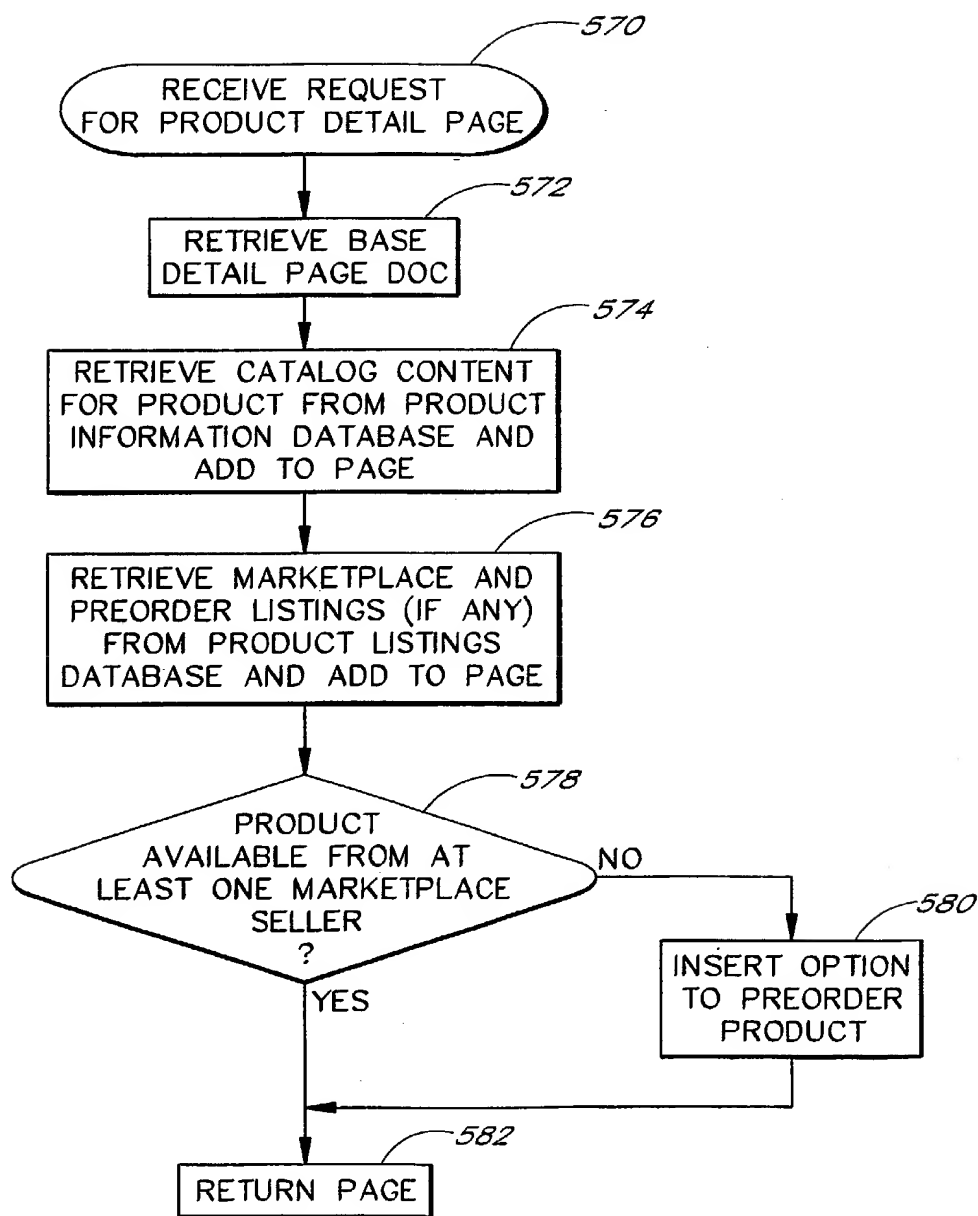 570
RECEIVE REQUEST
FOR PRODUCT DETAIL PAGE
572
RETRIEVE BASE
DETAIL PAGE DOC
574
RETRIEVE CATALOG CONTENT
FOR PRODUCT FROM PRODUCT
INFORMATION DATABASE AND
ADD TO PAGE
576
RETRIEVE MARKETPLACE AND
PREORDER LISTINGS (IF ANY)
FROM PRODUCT LISTINGS
DATABASE AND ADD TO PAGE
578
PRODUCT
AVAILABLE FROM AT
LEAST ONE MARKETPLACE
SELLER
?
NO
580
INSERT OPTION
TO PREORDER
PRODUCT
YES
582
RETURN PAGE